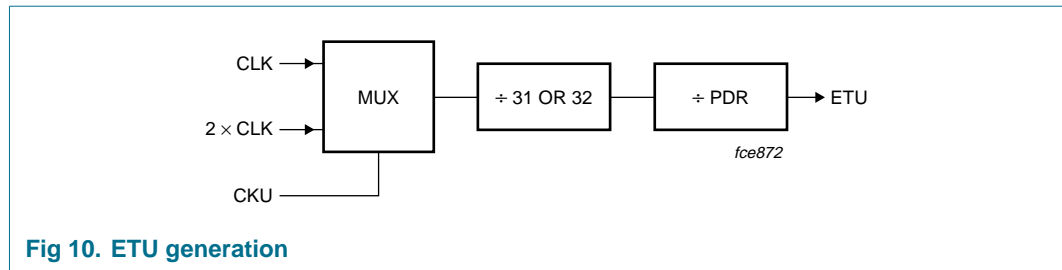 CLK
MUX
÷ 31 OR 32
÷ PDR
ETU
2 × CLK
fce872
CKU
Fig 10. ETU generation